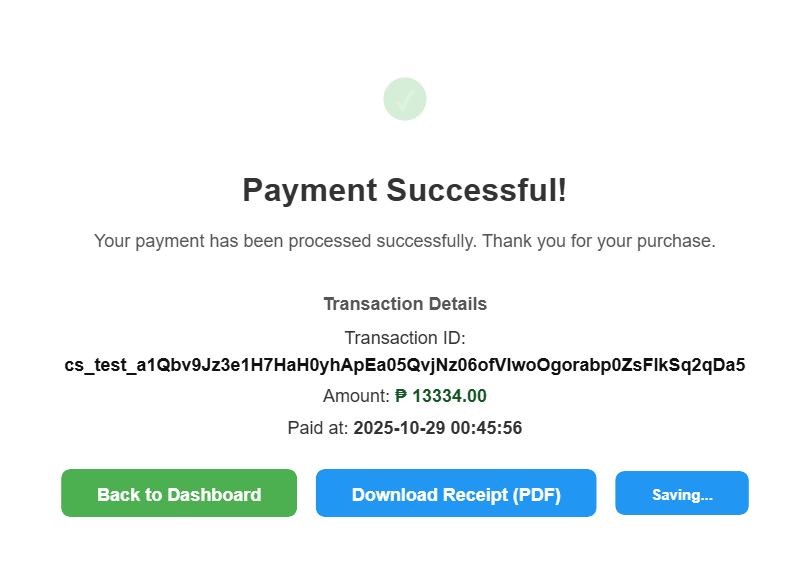 Payment Successful!
Your payment has been processed successfully. Thank you for your purchase.
Transaction Details
Transaction ID:
cs_test_a1Qbv9Jz3e1H7HaH0yhApEa05QvjNz06ofVlwoOgorabp0ZsFlkSq2qDa5
Amount: ₱ 13334.00
Paid at: 2025-10-29 00:45:56
Back to Dashboard
Download Receipt (PDF)
Saving...